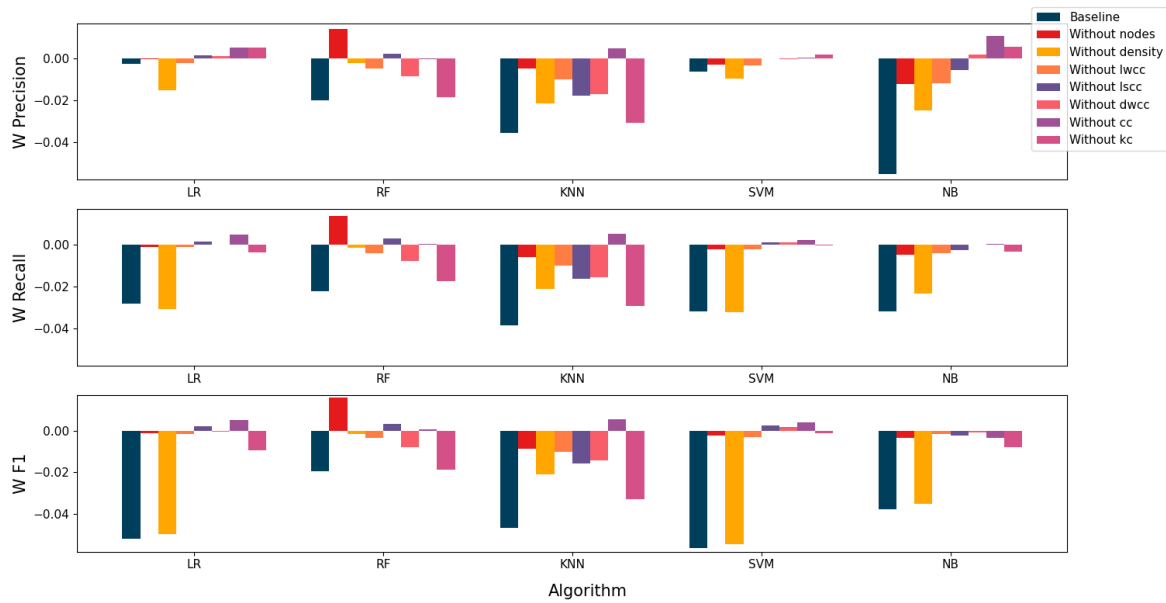 Baseline
Without nodes
Without density
Without lwcc
Without lscc
Without dwcc
Without cc
Without kc
W Precision
0.00
−0.02
−0.04
LR RF KNN SVM NB
W Recall
0.00
−0.02
−0.04
LR RF KNN SVM NB
W F1
0.00
−0.02
−0.04
LR RF KNN SVM NB
Algorithm